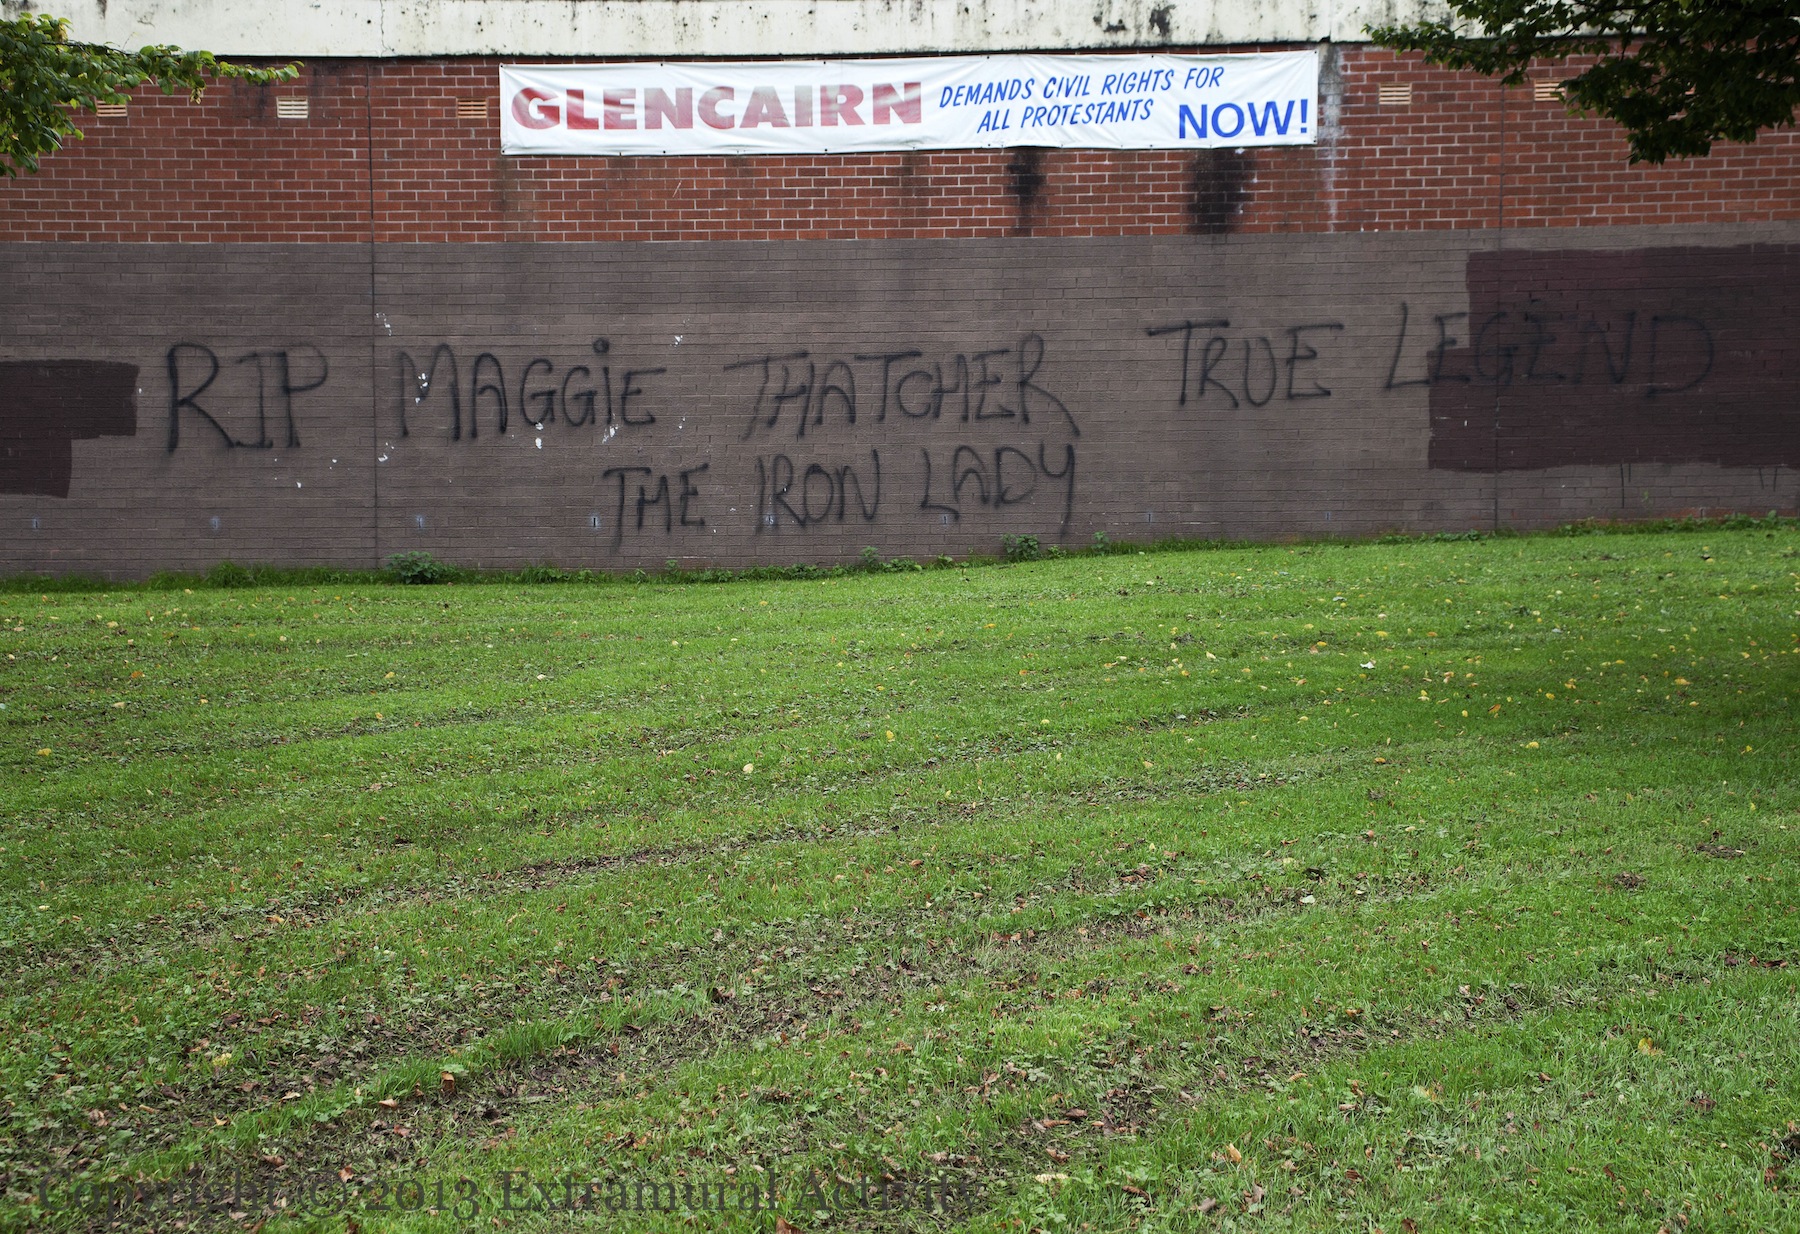 GLENCAIRN DEMANDS CIVIL RIGHTS FOR
ALL PROTESTANTS NOW!
RIP MAGGIE THATCHER TRUE LEGEND
THE IRON LADY
Copyright © 2013 Extramural Activity